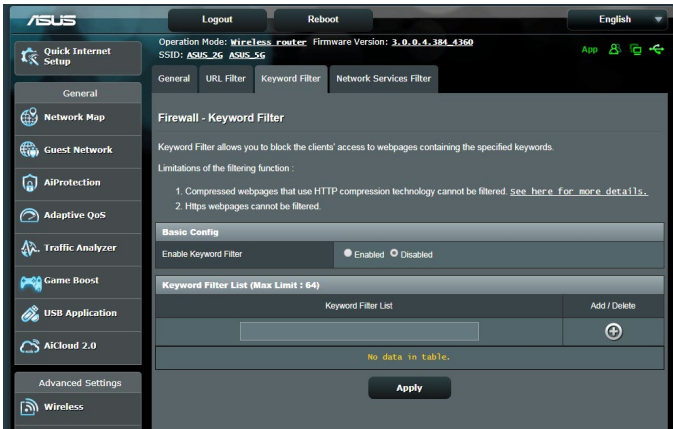 ASUS
Logout
Reboot
English
Operation Mode: Wireless router Firmware Version: 3.0.0.4.384_4360
SSID: ASUS_2G ASUS_5G
App
Quick Internet
Setup
General
Network Map
Guest Network
AiProtection
Adaptive QoS
Traffic Analyzer
Game Boost
USB Application
AiCloud 2.0
Advanced Settings
Wireless
General
URL Filter
Keyword Filter
Network Services Filter
Firewall - Keyword Filter
Keyword Filter allows you to block the clients' access to webpages containing the specified keywords.
Limitations of the filtering function :
1. Compressed webpages that use HTTP compression technology cannot be filtered. See here for more details.
2. Https webpages cannot be filtered.
Basic Config
Enable Keyword Filter
Enabled
Disabled
Keyword Filter List (Max Limit : 64)
Keyword Filter List
Add / Delete
No data in table.
Apply